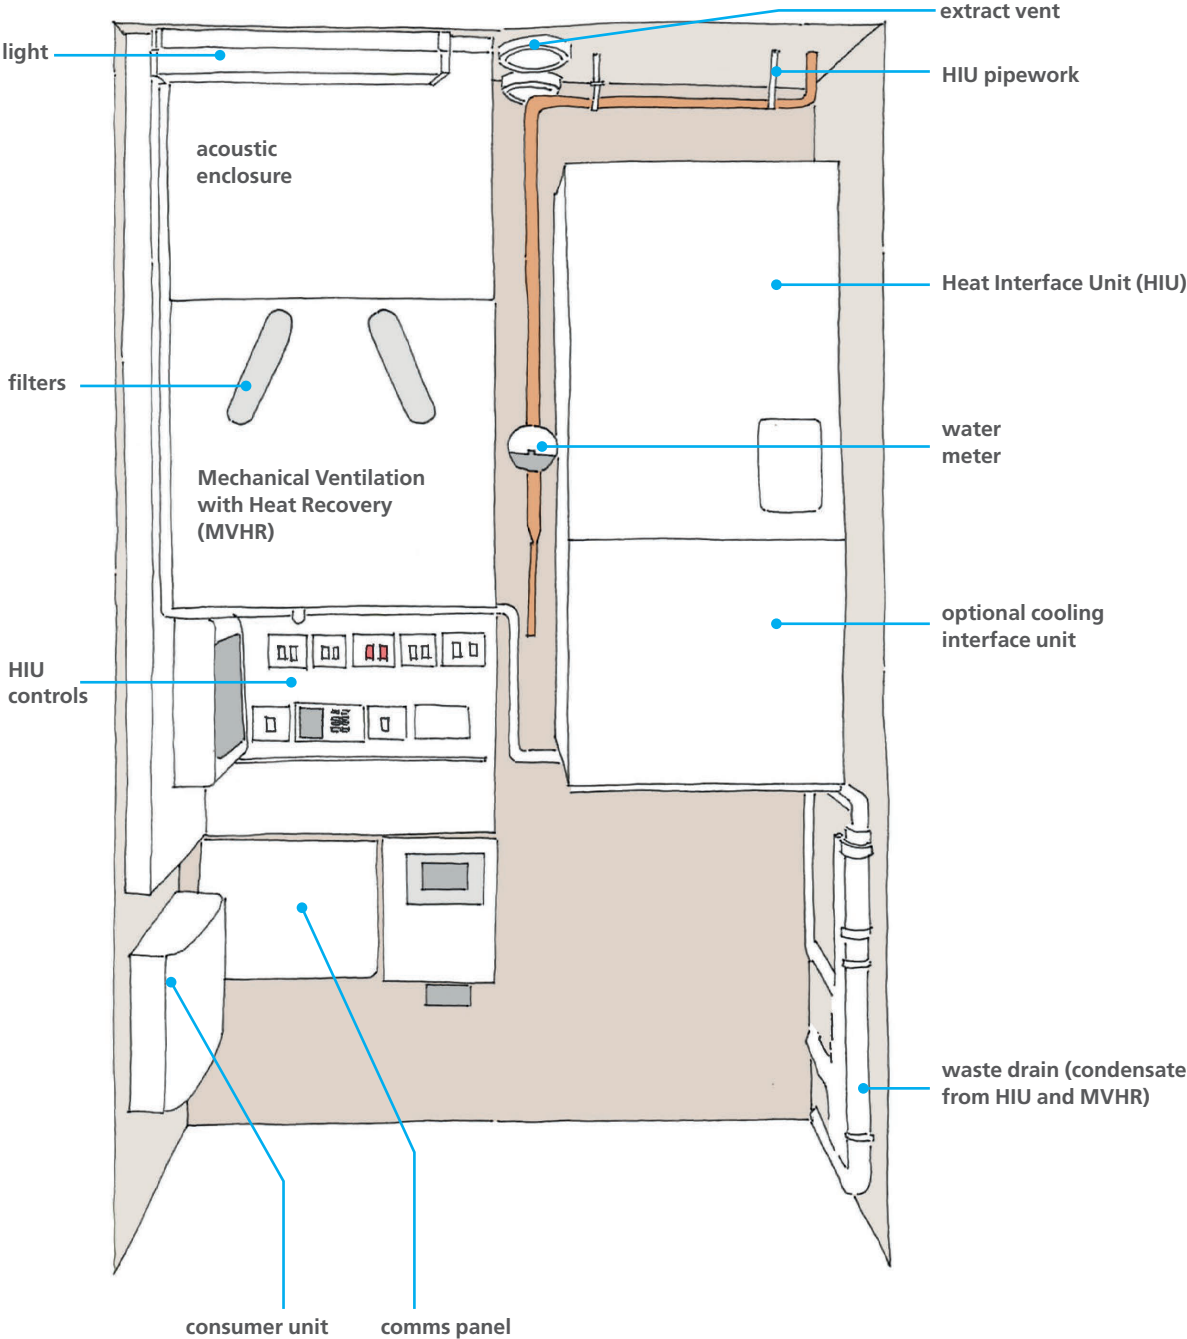 extract vent
light
HIU pipework
acoustic
enclosure
Heat Interface Unit (HIU)
filters
water
meter
Mechanical Ventilation
with Heat Recovery
(MVHR)
optional cooling
interface unit
HIU
controls
waste drain (condensate
from HIU and MVHR)
consumer unit
comms panel